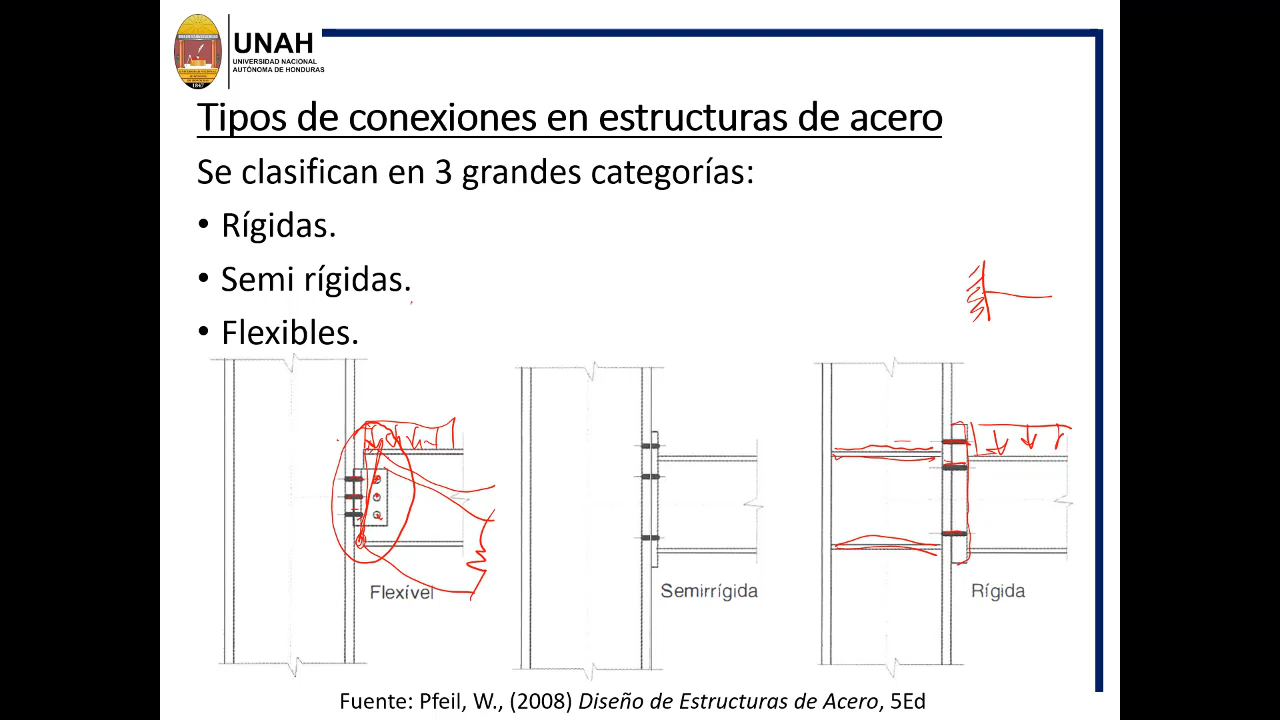 UNAH
UNIVERSIDAD NACIONAL
AUTÓNOMA DE HONDURAS
Tipos de conexiones en estructuras de acero
Se clasifican en 3 grandes categorías:
• Rígidas.
• Semi rígidas.
• Flexibles.
Flexível
Semirrígida
Rígida
Fuente: Pfeil, W., (2008) Diseño de Estructuras de Acero, 5Ed